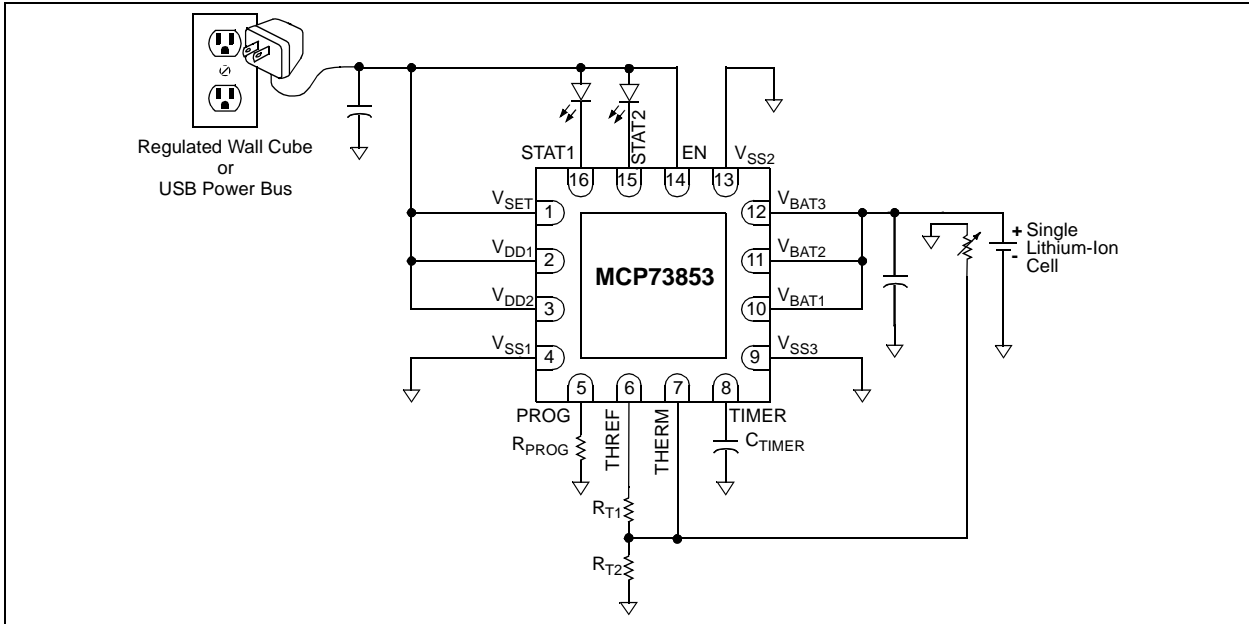 Regulated Wall Cube
or
USB Power Bus
STAT1
STAT2
EN
VSS2
16
15
14
13
VSET
1
VDD1
2
VDD2
3
VSS1
4
MCP73853
12
VBAT3
11
VBAT2
10
VBAT1
9
VSS3
+ Single
- Lithium-Ion
Cell
5
6
7
8
PROG
THREF
THERM
TIMER
RPROG
CTIMER
RT1
RT2